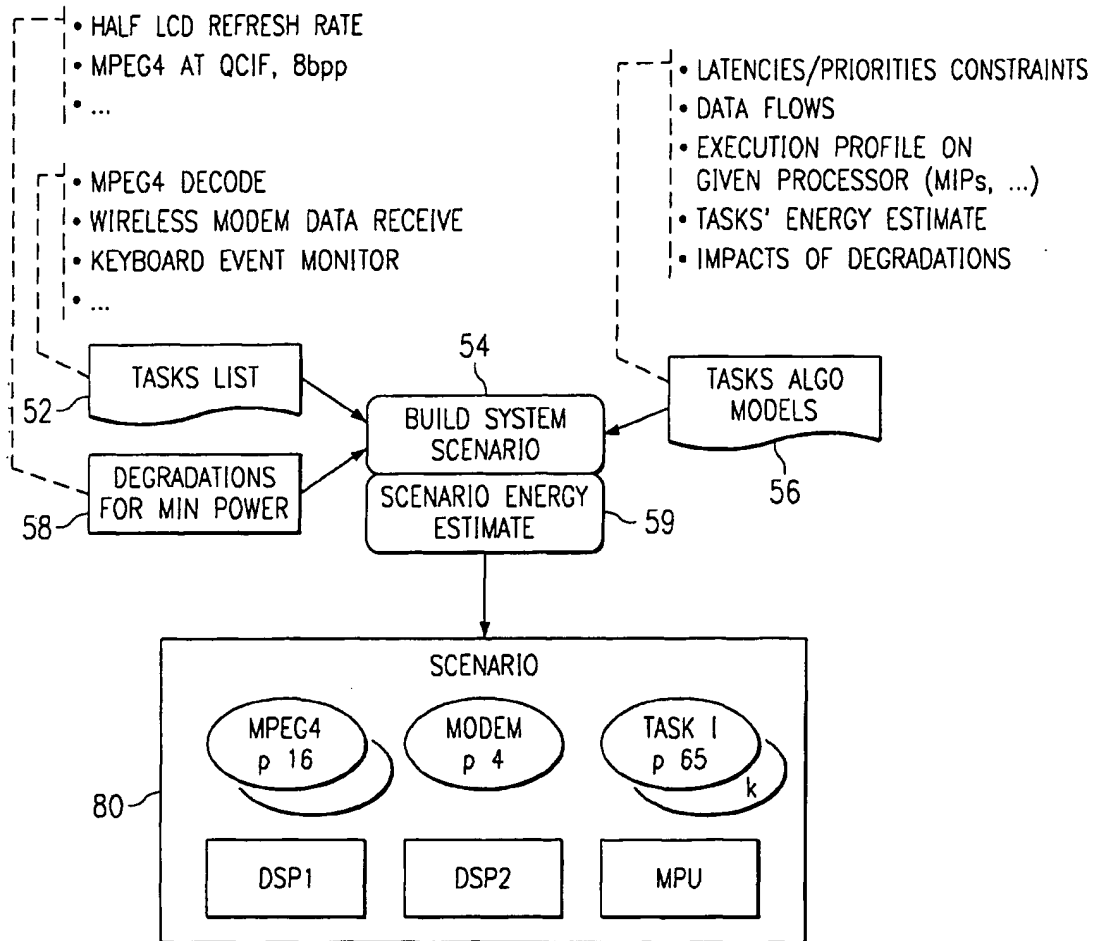 • HALF LCD REFRESH RATE
• MPEG4 AT QCIF, 8bpp
• ...
• LATENCIES/PRIORITIES CONSTRAINTS
• DATA FLOWS
• EXECUTION PROFILE ON
GIVEN PROCESSOR (MIPs, ...)
• TASKS' ENERGY ESTIMATE
• IMPACTS OF DEGRADATIONS
• MPEG4 DECODE
• WIRELESS MODEM DATA RECEIVE
• KEYBOARD EVENT MONITOR
• ...
TASKS LIST
52
DEGRADATIONS
FOR MIN POWER
58
54
BUILD SYSTEM
SCENARIO
SCENARIO ENERGY
ESTIMATE
59
TASKS ALGO
MODELS
56
SCENARIO
MPEG4
p 16
MODEM
p 4
TASK I
p 65
k
80
DSP1
DSP2
MPU